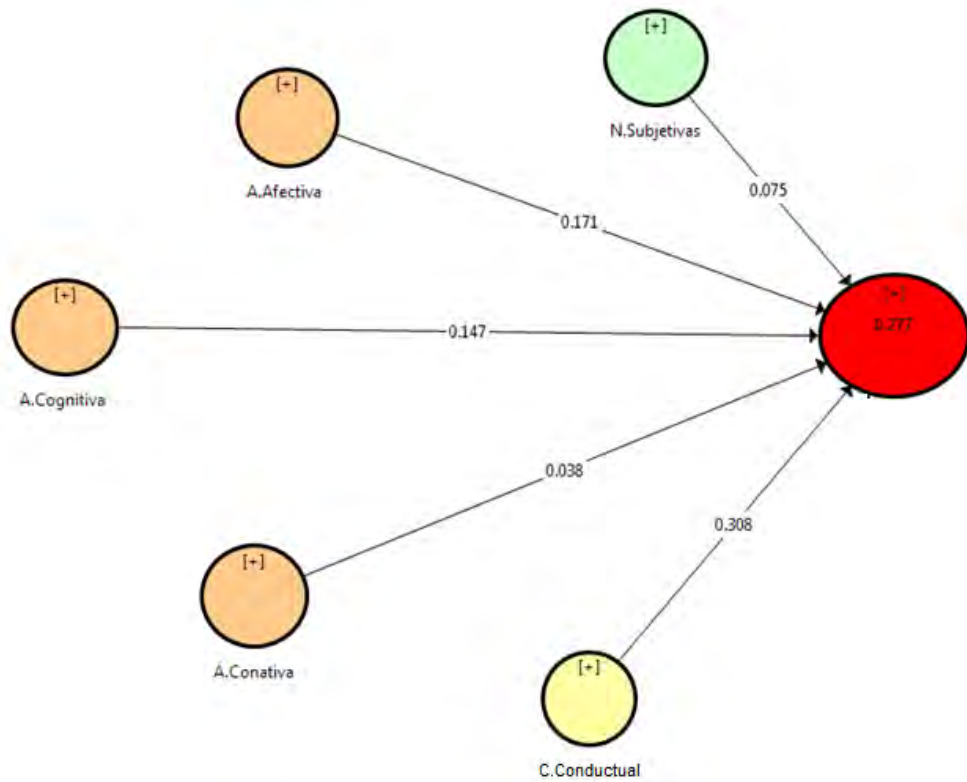 [+]
N.Subjetivas
[+]
A.Afectiva
0.075
0.171
[+]
A.Cognitiva
0.147
[+]
0.277
0.038
[+]
A.Conativa
0.308
[+]
C.Conductual